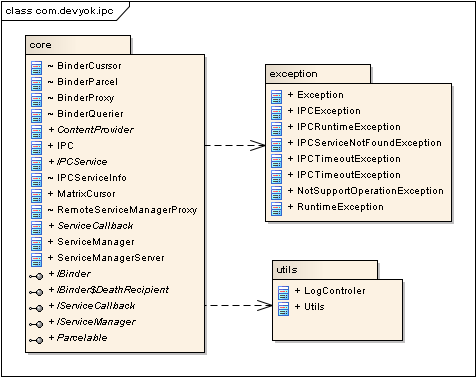 class com.devyok.ipc
core
~ BinderCusrsor
~ BinderParcel
~ BinderProxy
~ BinderQuerier
+ ContentProvider
+ IPC
+ IPCService
~ IPCServiceInfo
+ MatrixCursor
~ RemoteServiceManagerProxy
+ ServiceCallback
+ ServiceManager
+ ServiceManagerServer
+ IBinder
+ IBinder$DeathRecipient
+ IServiceCallback
+ IServiceManager
+ Parcelable
exception
+ Exception
+ IPCException
+ IPCRuntimeException
+ IPCServiceNotFoundException
+ IPCTimeoutException
+ IPCTimeoutException
+ NotSupportOperationException
+ RuntimeException
utils
+ LogControler
+ Utils